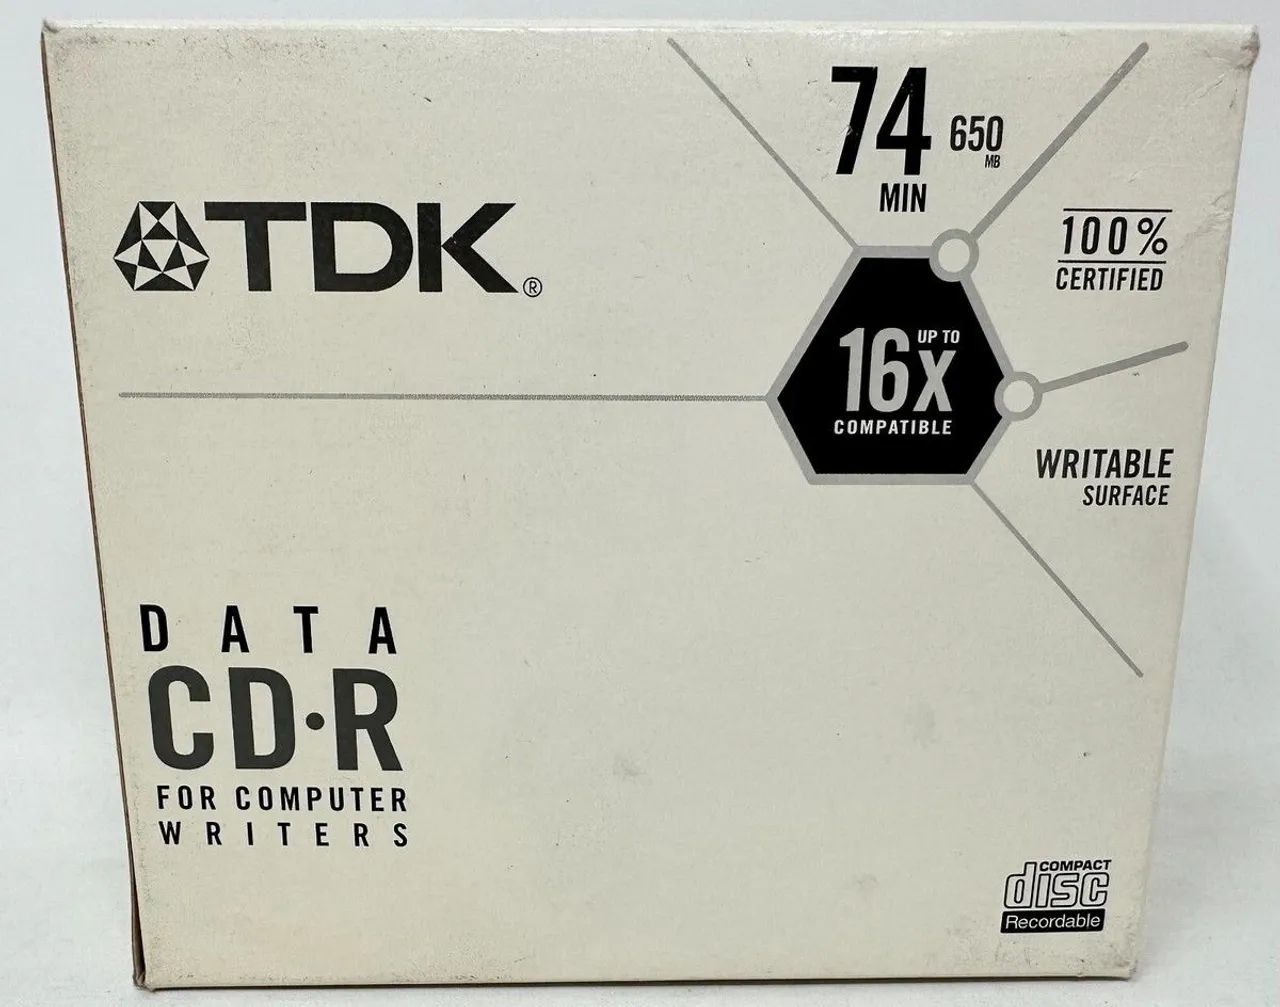 TDK®
74 650
MB
MIN
100%
CERTIFIED
UP TO
16X
COMPATIBLE
WRITABLE
SURFACE
DATA
CD·R
FOR COMPUTER
WRITERS
COMPACT
disc
Recordable